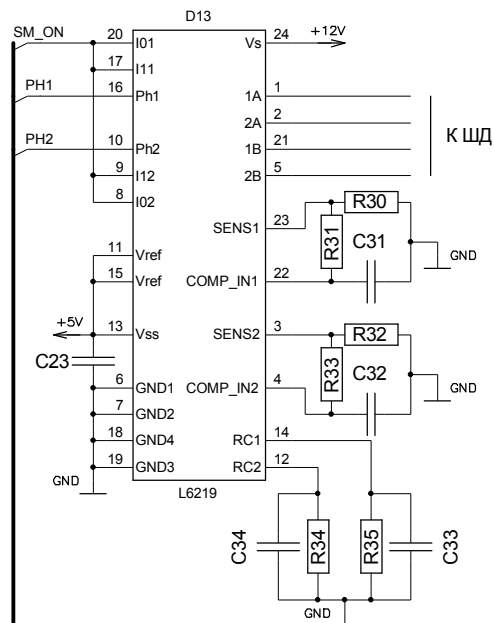 D13
SM_ON 20 I01 Vs 24 +12V
17 I11
PH1 16 Ph1 1A 1
2A 2 К ШД
PH2 10 Ph2 1B 21
9 I12 2B 5
8 I02
SENS1 23 R30
R31 C31
11 Vref
15 Vref COMP_IN1 22 GND
+5V 13 Vss SENS2 3 R32
C23 R33 C32
6 GND1 COMP_IN2 4 GND
7 GND2
18 GND4 RC1 14
19 GND3 RC2 12
GND
L6219
C34 R34 R35 C33
GND